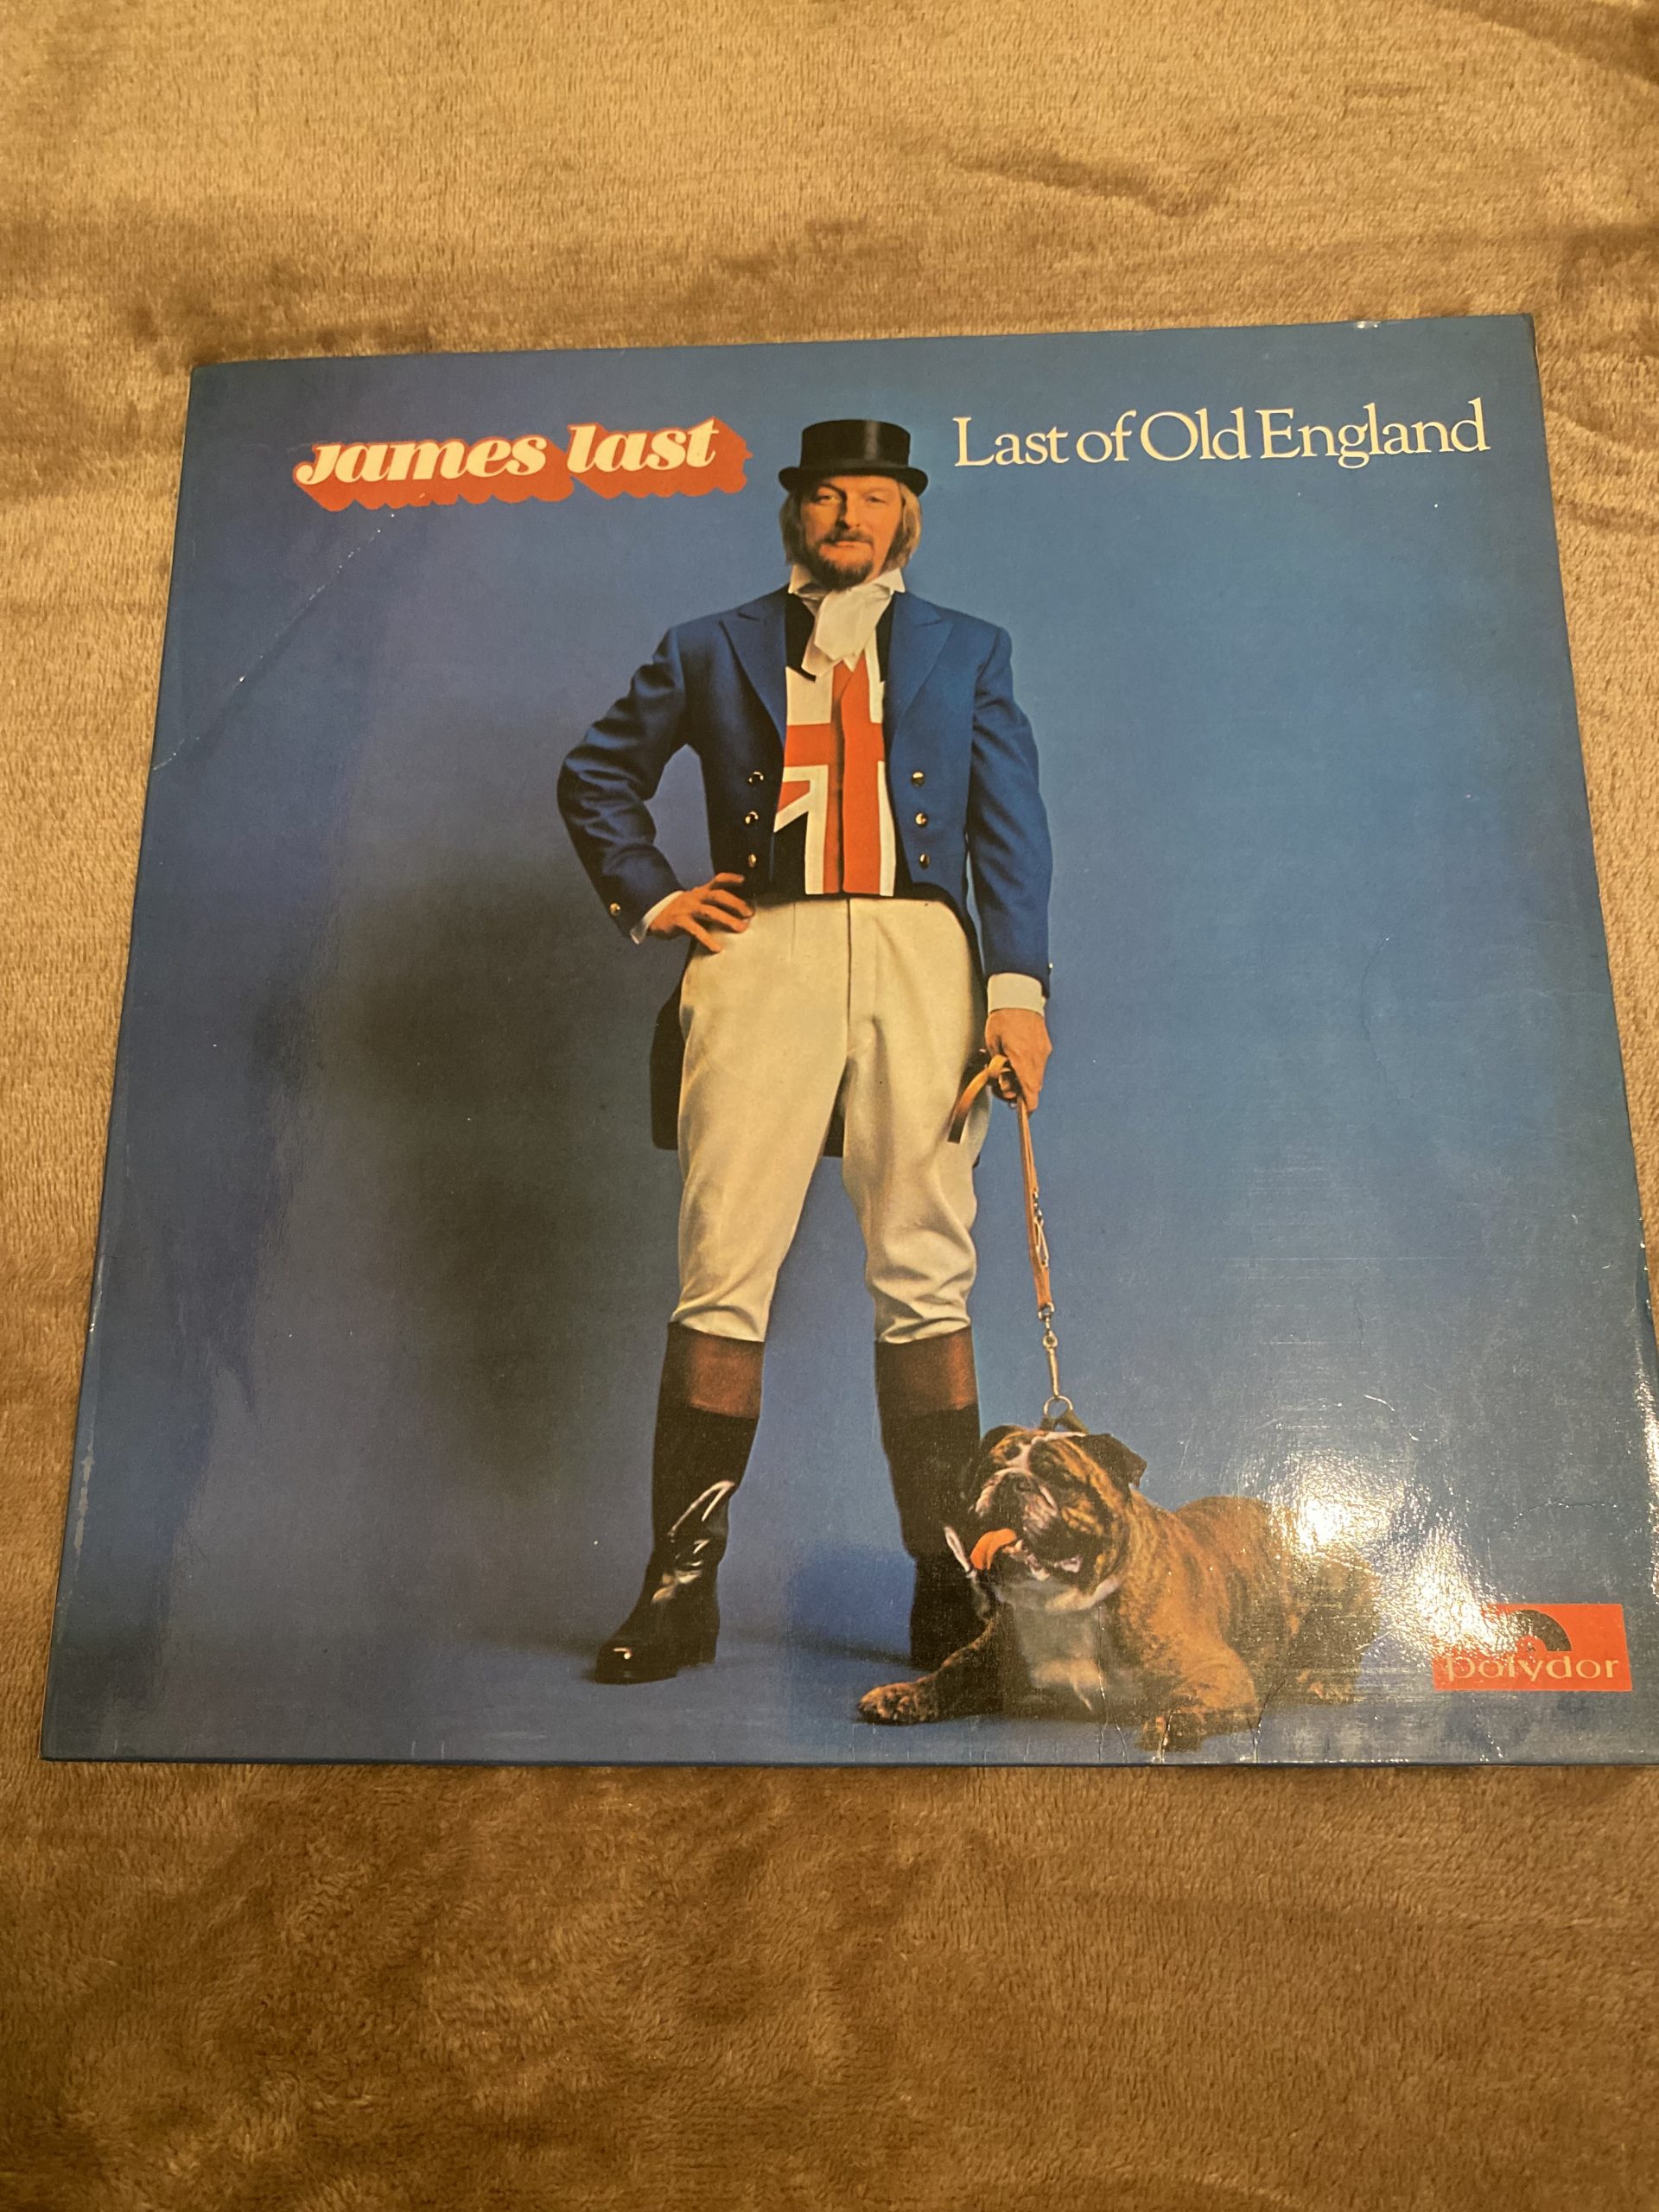 james last
Last of Old England
polydor